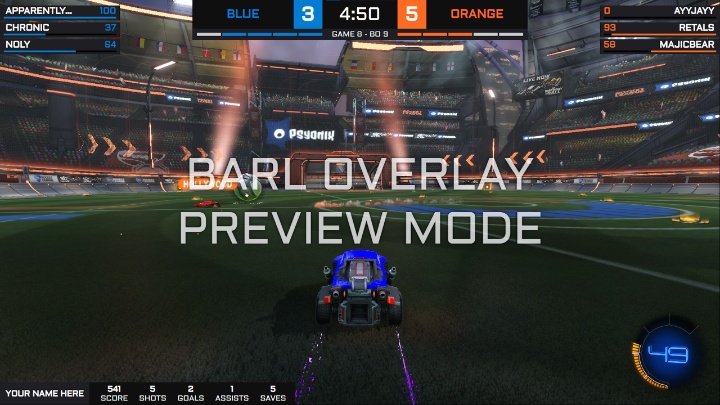 APPARENTLY... 100
CHRONIC 37
NOLY 64
BLUE 3 4:50 5 ORANGE
GAME 8 - BO 9
0 AYYJAYY
93 RETALS
58 MAJICBEAR
PSYONIX
BARL OVERLAY
PREVIEW MODE
49
YOUR NAME HERE
541 5 2 1 5
SCORE SHOTS GOALS ASSISTS SAVES